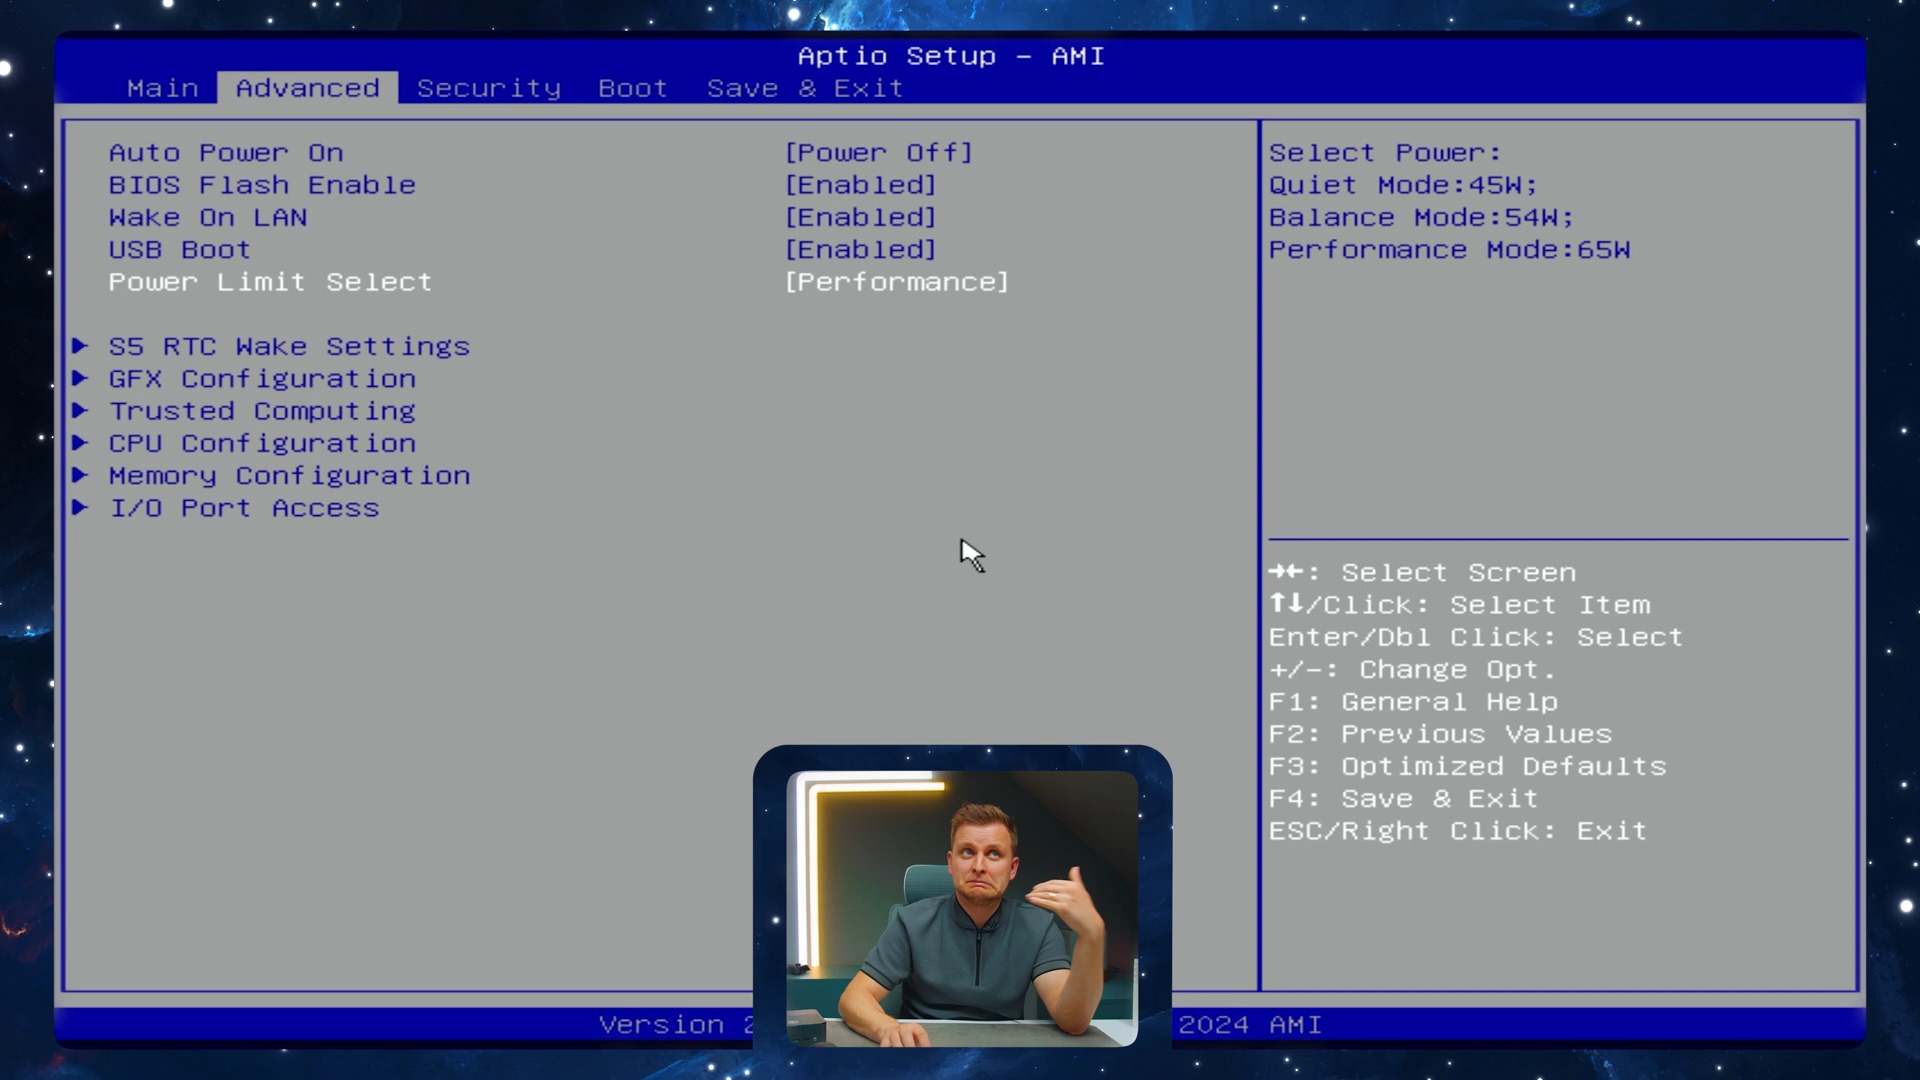 Aptio Setup - AMI
Main Advanced Security Boot Save & Exit
Auto Power On [Power Off]
BIOS Flash Enable [Enabled]
Wake On LAN [Enabled]
USB Boot [Enabled]
Power Limit Select [Performance]
S5 RTC Wake Settings
GFX Configuration
Trusted Computing
CPU Configuration
Memory Configuration
I/O Port Access
Select Power:
Quiet Mode:45W;
Balance Mode:54W;
Performance Mode:65W
→←: Select Screen
↑↓/Click: Select Item
Enter/Dbl Click: Select
+/-: Change Opt.
F1: General Help
F2: Previous Values
F3: Optimized Defaults
F4: Save & Exit
ESC/Right Click: Exit
Version 2
2024 AMI